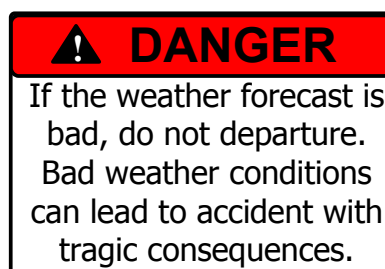 DANGER
If the weather forecast is
bad, do not departure.
Bad weather conditions
can lead to accident with
tragic consequences.